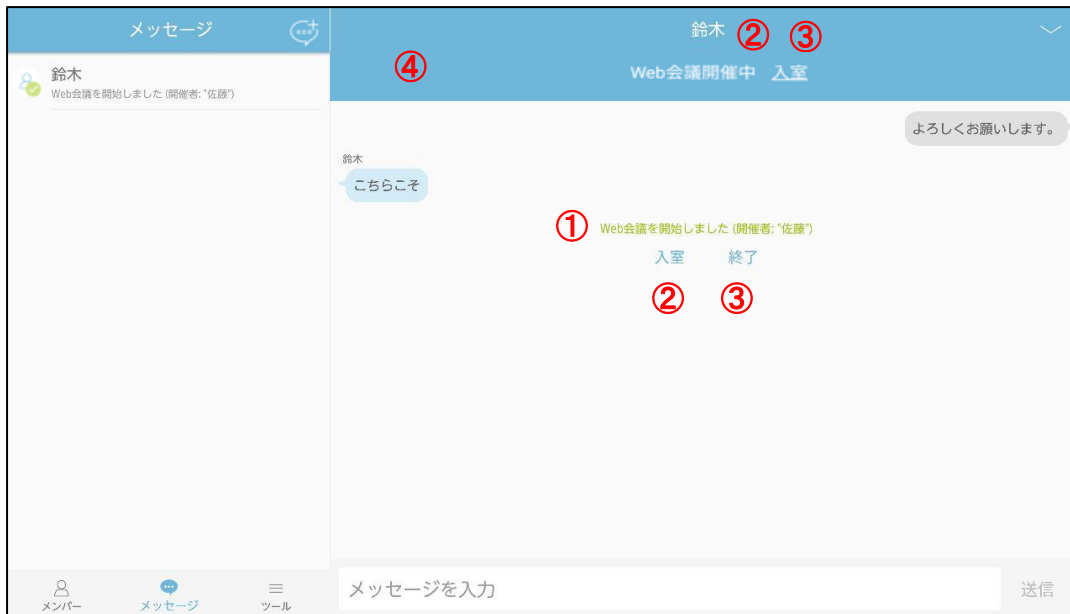 メッセージ
鈴木
Web会議を開始しました (開催者: "佐藤")
メンバー
メッセージ
ツール
鈴木 ② ③
④
Web会議開催中 入室
よろしくお願いします。
鈴木
こちらこそ
① Web会議を開始しました (開催者: "佐藤")
入室 終了
② ③
メッセージを入力 送信